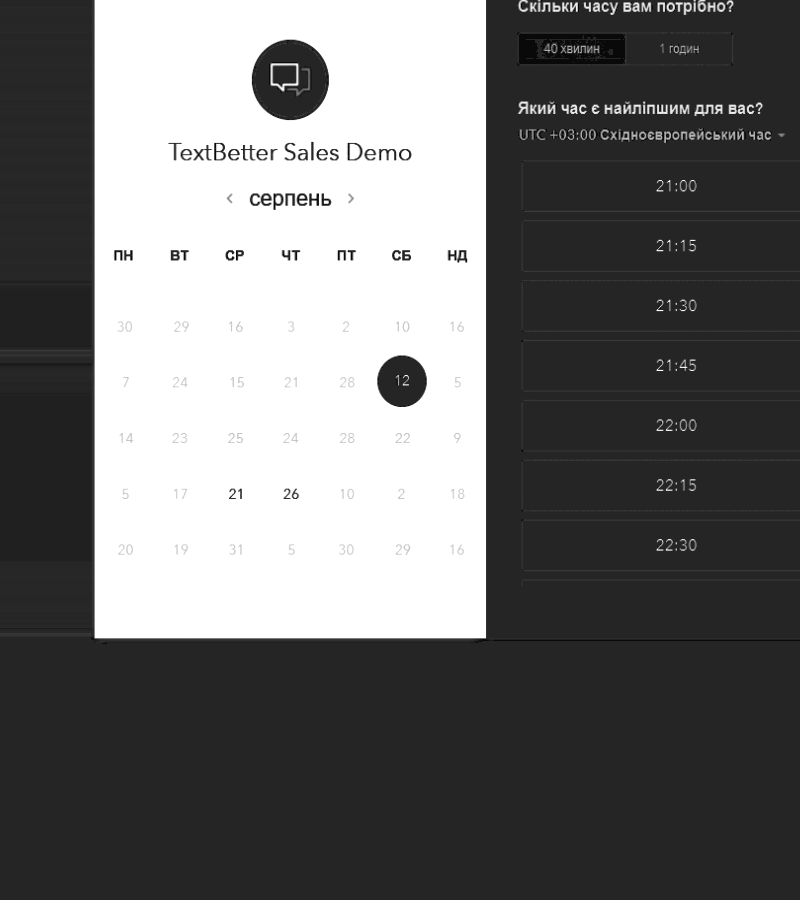 TextBetter Sales Demo
серпень
ПН ВТ СР ЧТ ПТ СБ НД
30 29 16 3 2 10 16
7 24 15 21 28 12 5
14 23 25 24 28 22 9
5 17 21 26 10 2 18
20 19 31 5 30 29 16
Скільки часу вам потрібно?
40 хвилин 1 годин
Який час є найліпшим для вас?
UTC +03:00 Східноєвропейський час
21:00
21:15
21:30
21:45
22:00
22:15
22:30